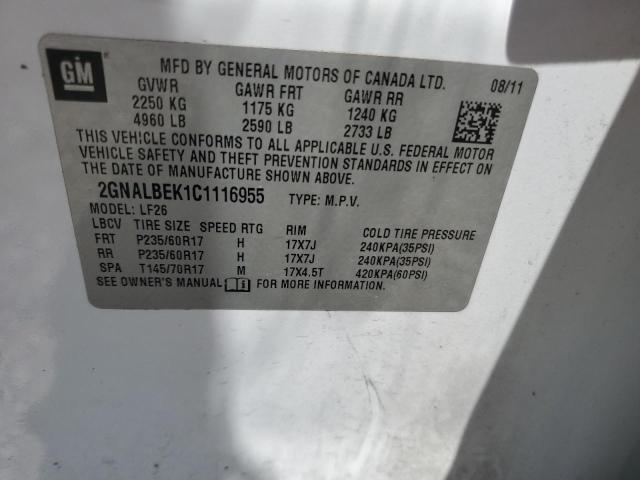 GM
MFD BY GENERAL MOTORS OF CANADA LTD. 08/11
GVWR GAWR FRT GAWR RR
2250 KG 1175 KG 1240 KG
4960 LB 2590 LB 2733 LB
THIS VEHICLE CONFORMS TO ALL APPLICABLE U.S. FEDERAL MOTOR
VEHICLE SAFETY AND THEFT PREVENTION STANDARDS IN EFFECT ON
THE DATE OF MANUFACTURE SHOWN ABOVE.
2GNALBEK1C1116955 TYPE: M.P.V.
MODEL: LF26
LBCV TIRE SIZE SPEED RTG RIM COLD TIRE PRESSURE
FRT P235/60R17 H 17X7J 240KPA(35PSI)
RR P235/60R17 H 17X7J 240KPA(35PSI)
SPA T145/70R17 M 17X4.5T 420KPA(60PSI)
SEE OWNER'S MANUAL FOR MORE INFORMATION.